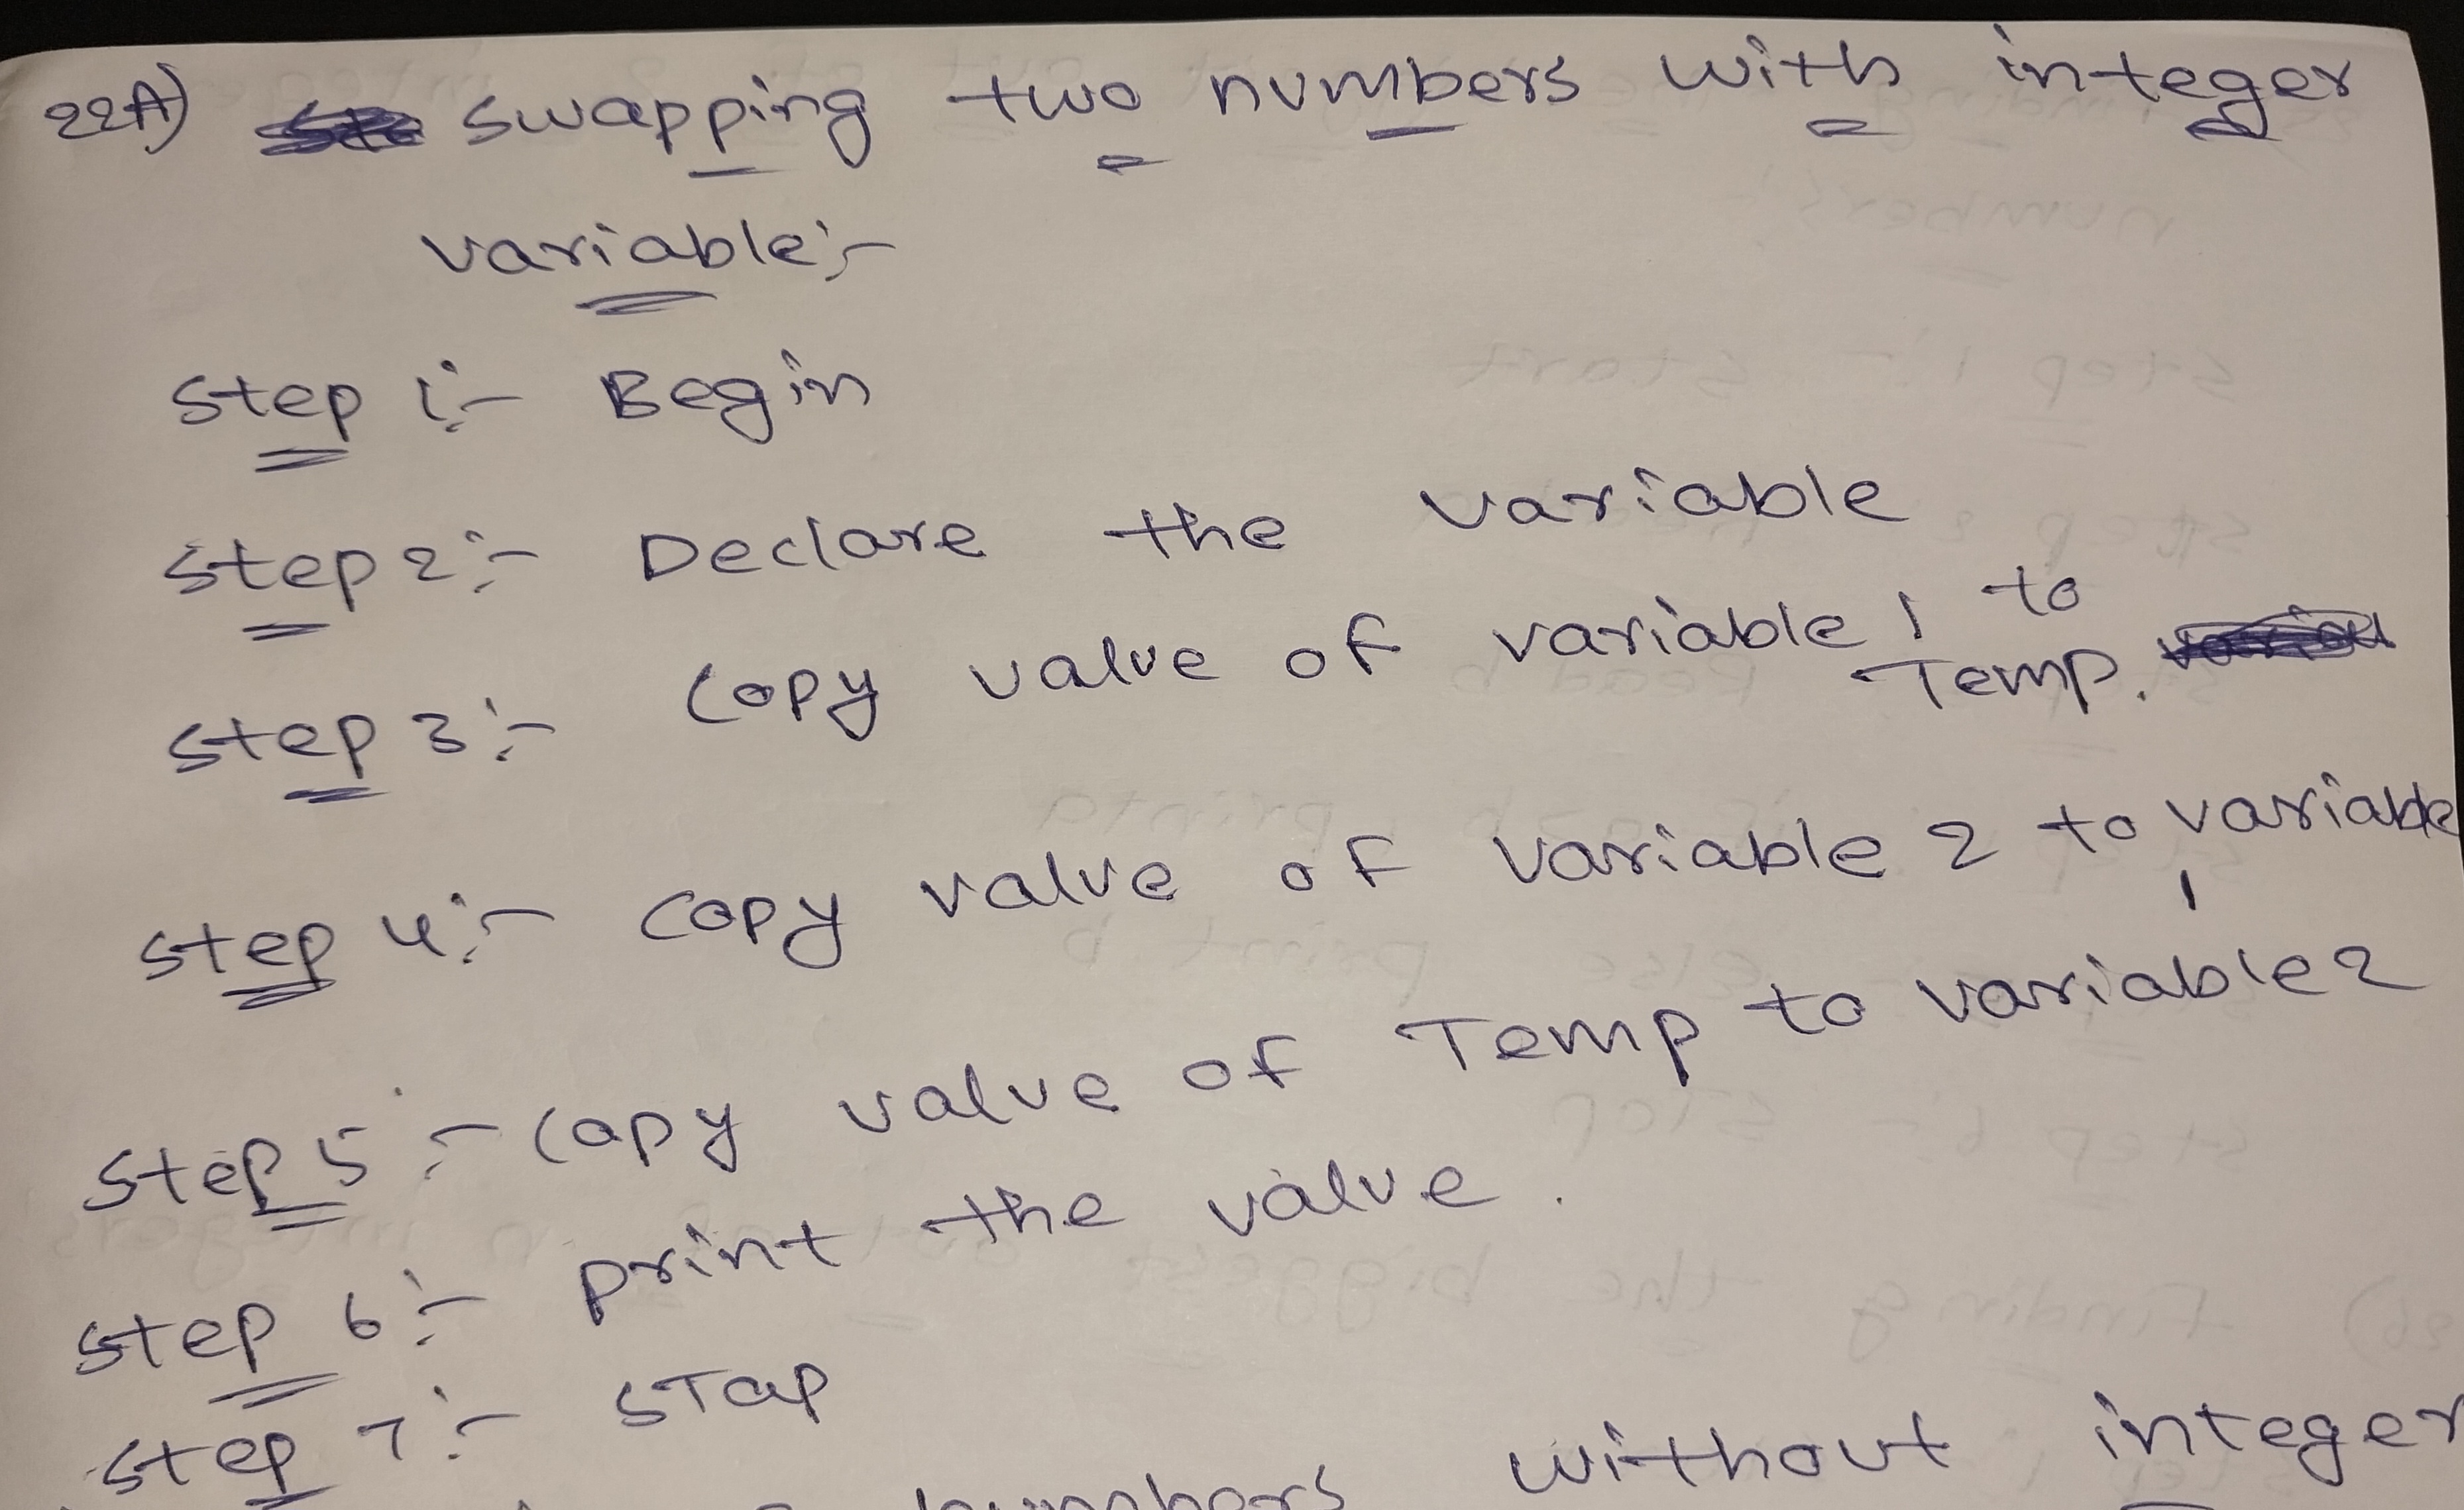 22A) swapping two numbers with integer
variable:-
step 1:- Begin
step 2:- Declare the variable
step 3:- copy value of variable 1 to
Temp.
step 4:- copy value of variable 2 to variable
1
step 5:- copy value of Temp to variable 2
step 6:- print the value.
step 7:- STOP
numbers without integer